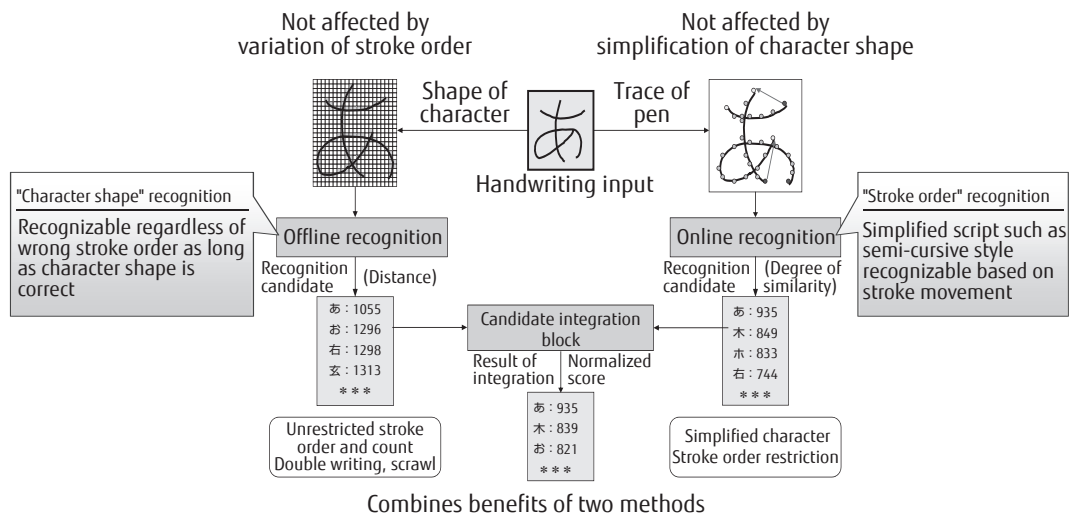 Not affected by
variation of stroke order
Not affected by
simplification of character shape
Shape of
character
Trace of
pen
あ
Handwriting input
"Character shape" recognition
Recognizable regardless of
wrong stroke order as long
as character shape is
correct
"Stroke order" recognition
Simplified script such as
semi-cursive style
recognizable based on
stroke movement
Offline recognition
Online recognition
Recognition
candidate
(Distance)
Recognition
candidate
(Degree of
similarity)
あ：1055
お：1296
右：1298
玄：1313
＊＊＊
Candidate integration
block
あ：935
木：849
ホ：833
右：744
＊＊＊
Result of
integration
Normalized
score
あ：935
木：839
お：821
＊＊＊
Unrestricted stroke
order and count
Double writing, scrawl
Simplified character
Stroke order restriction
Combines benefits of two methods